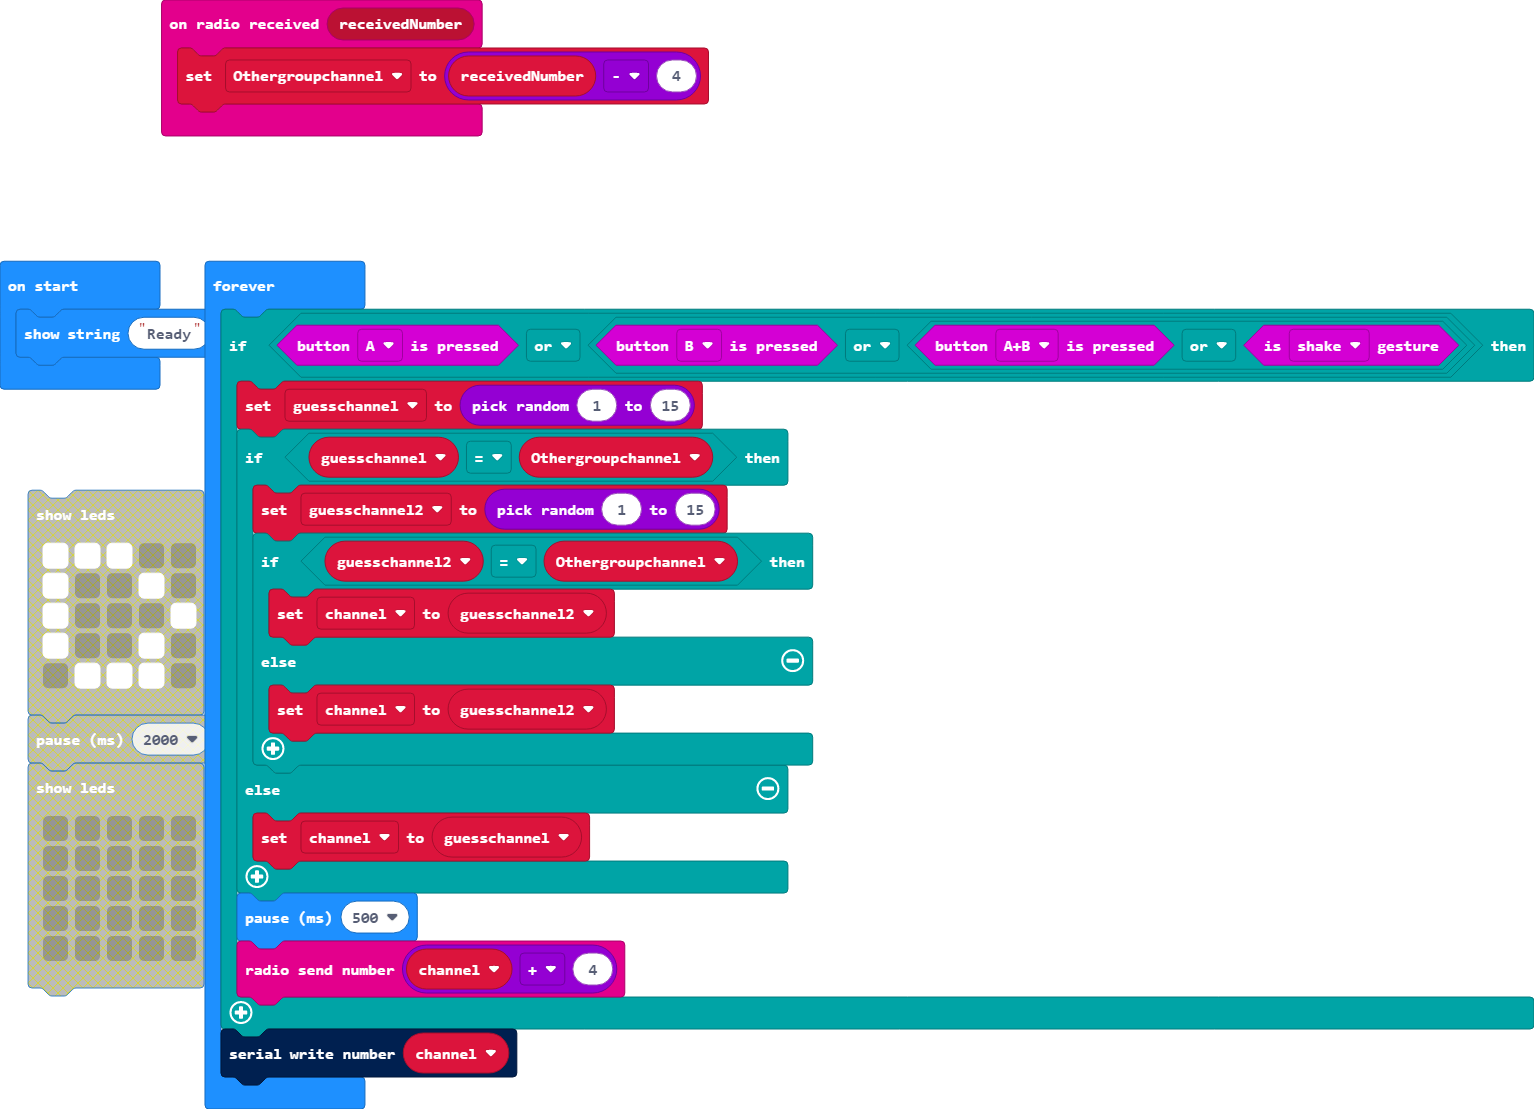 on radio received receivedNumber
set Othergroupchannel to receivedNumber - 4
on start
show string "Ready"
forever
if button A is pressed or button B is pressed or button A+B is pressed or is shake gesture then
set guesschannel to pick random 1 to 15
if guesschannel = Othergroupchannel then
set guesschannel2 to pick random 1 to 15
if guesschannel2 = Othergroupchannel then
set channel to guesschannel2
else
set channel to guesschannel2
else
set channel to guesschannel
pause (ms) 500
radio send number channel + 4
serial write number channel
show leds
pause (ms) 2000
show leds